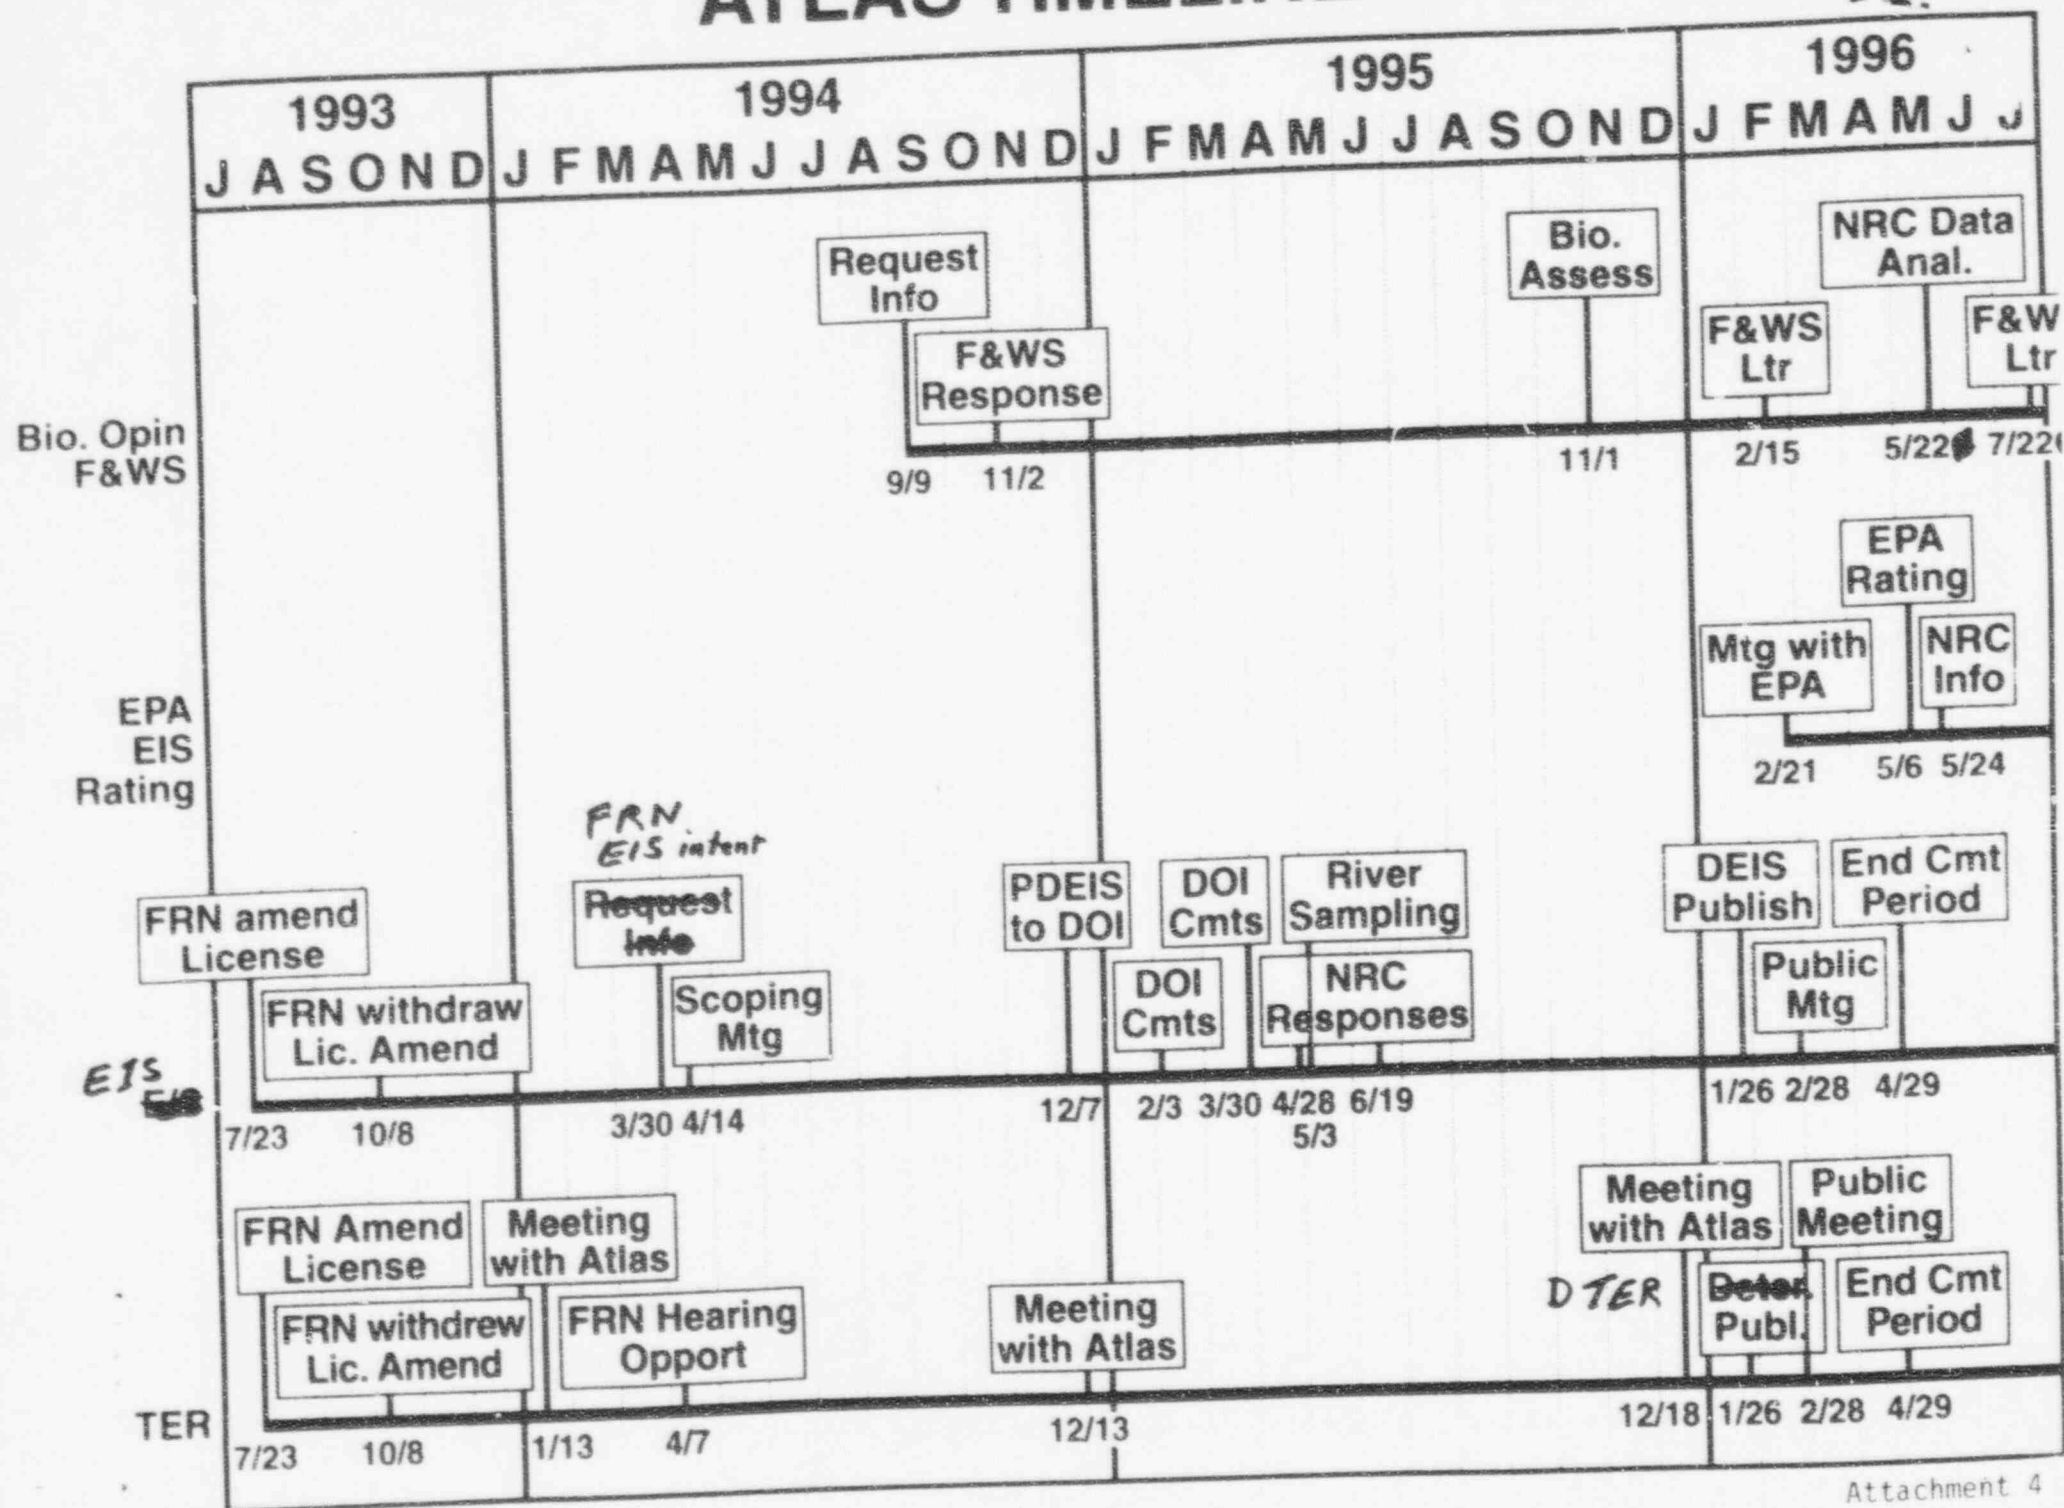 ATLAS TIMELINE
1993 1994 1995 1996
J A S O N D J F M A M J J A S O N D J F M A M J J A S O N D J F M A M J J
Bio. Opin
F&WS
Request
Info
F&WS
Response
Bio.
Assess
F&WS
Ltr
NRC Data
Anal.
F&W
Ltr
9/9 11/2 11/1 2/15 5/22 7/22
EPA
EIS
Rating
Mtg with
EPA
EPA
Rating
NRC
Info
2/21 5/6 5/24
EIS
FRN amend
License
FRN withdraw
Lic. Amend
FRN
EIS intent
Request
Info
Scoping
Mtg
PDEIS
to DOI
DOI
Cmts
DOI
Cmts
River
Sampling
NRC
Responses
DEIS
Publish
Public
Mtg
End Cmt
Period
7/23 10/8 3/30 4/14 12/7 2/3 3/30 4/28 6/19 1/26 2/28 4/29
5/3
TER
FRN Amend
License
FRN withdrew
Lic. Amend
Meeting
with Atlas
FRN Hearing
Opport
Meeting
with Atlas
Meeting
with Atlas
DTER
Deter.
Publ.
Public
Meeting
End Cmt
Period
7/23 10/8 1/13 4/7 12/13 12/18 1/26 2/28 4/29
Attachment 4